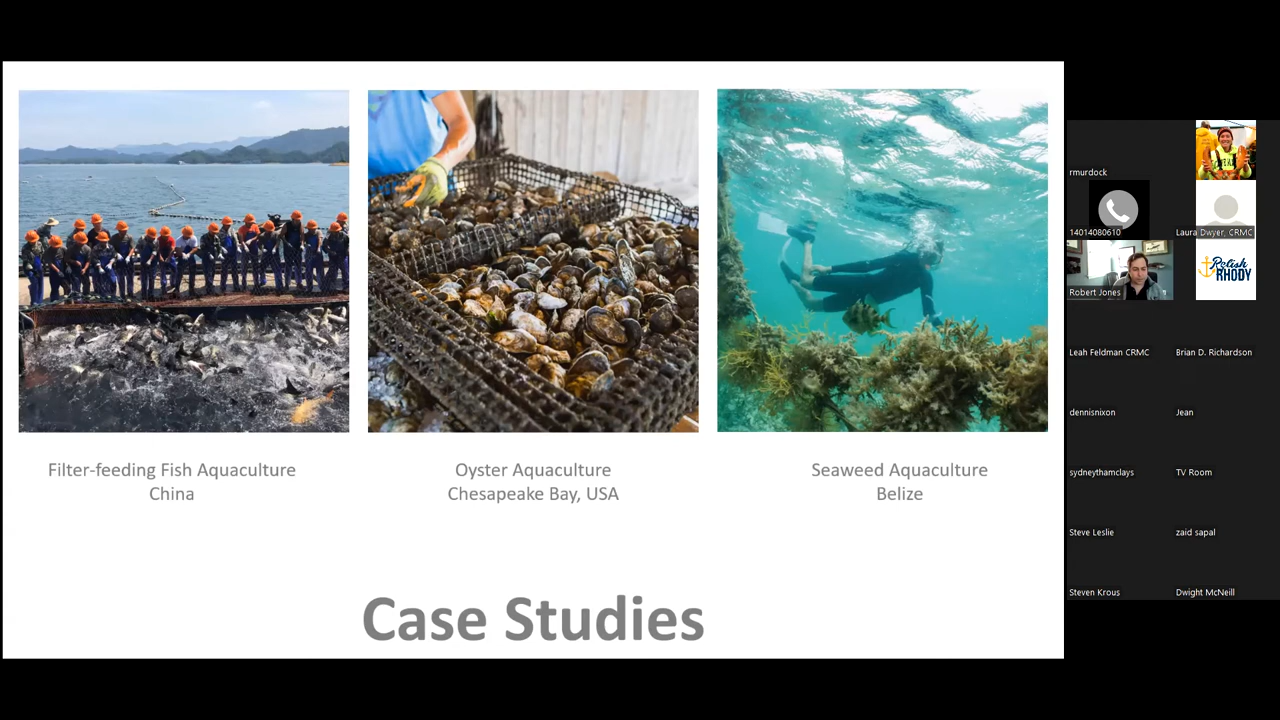 Filter-feeding Fish Aquaculture
China
Oyster Aquaculture
Chesapeake Bay, USA
Seaweed Aquaculture
Belize
Case Studies
rmurdock
14014080610
Laura Dwyer, CRMC
Robert Jones
Relish
RHODY
Leah Feldman CRMC
Brian D. Richardson
dennisnixon
Jean
sydneythamclays
TV Room
Steve Leslie
zaid sapal
Steven Krous
Dwight McNeill